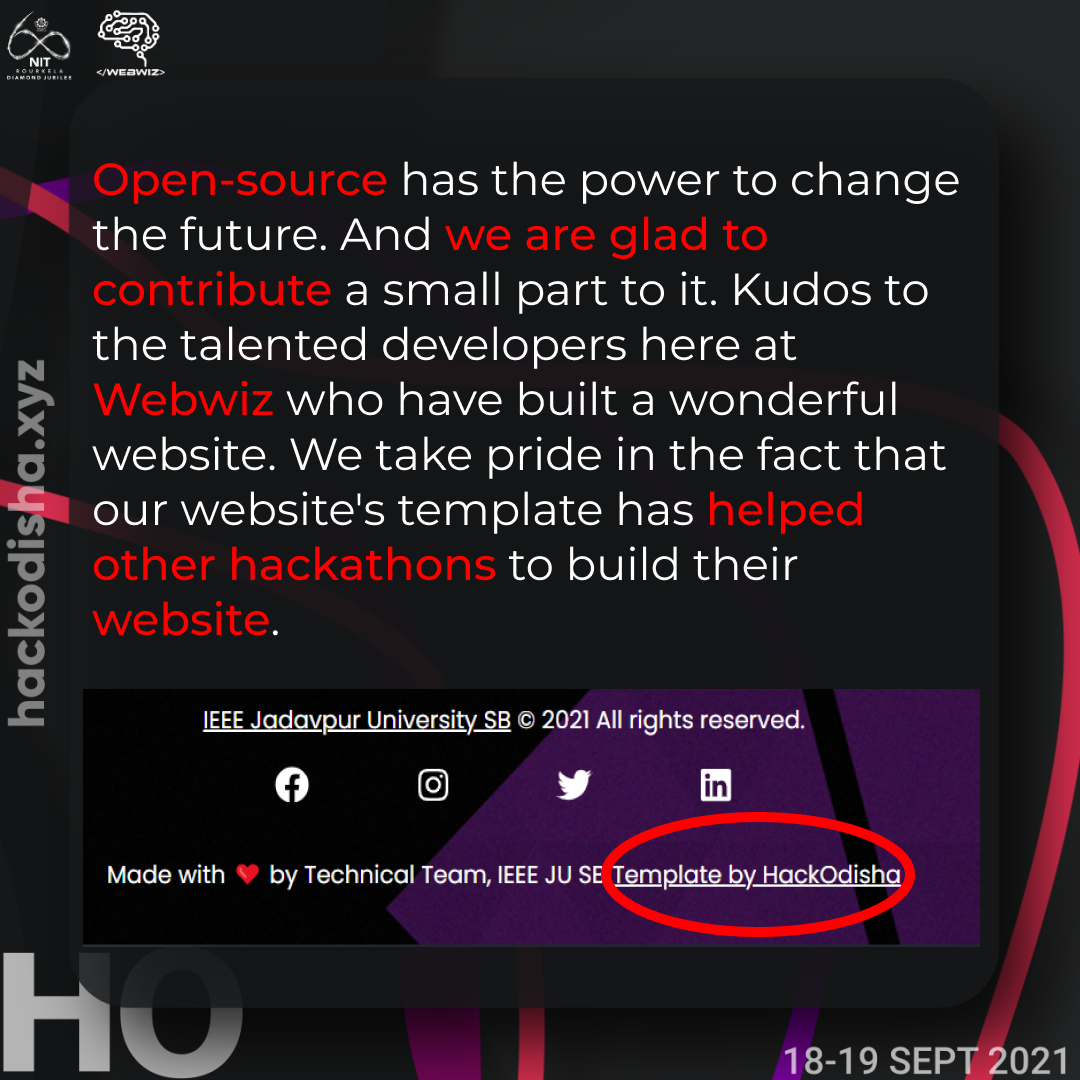 NIT
ROURKELA
DIAMOND JUBILEE
</WEBWIZ>
Open-source has the power to change
the future. And we are glad to
contribute a small part to it. Kudos to
the talented developers here at
Webwiz who have built a wonderful
website. We take pride in the fact that
our website's template has helped
other hackathons to build their
website.
hackodisha.xyz
IEEE Jadavpur University SB © 2021 All rights reserved.
Made with ❤ by Technical Team, IEEE JU SB Template by HackOdisha
HO
18-19 SEPT 2021